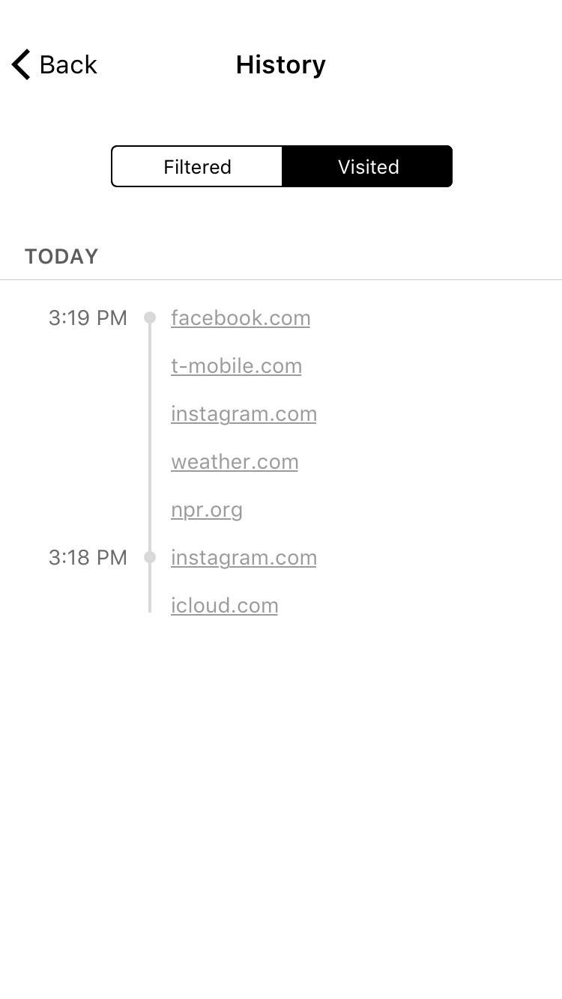 Back
History
Filtered Visited
TODAY
3:19 PM facebook.com
t-mobile.com
instagram.com
weather.com
npr.org
3:18 PM instagram.com
icloud.com